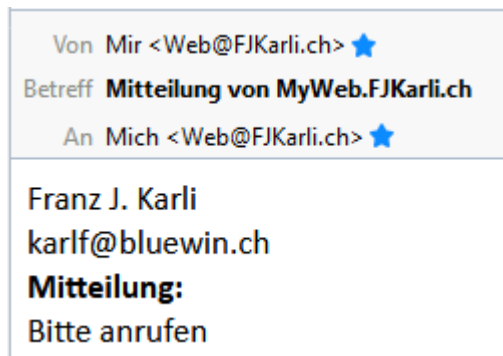 Von Mir <Web@FJKarli.ch>
Betreff Mitteilung von MyWeb.FJKarli.ch
An Mich <Web@FJKarli.ch>
Franz J. Karli
karlf@bluewin.ch
Mitteilung:
Bitte anrufen